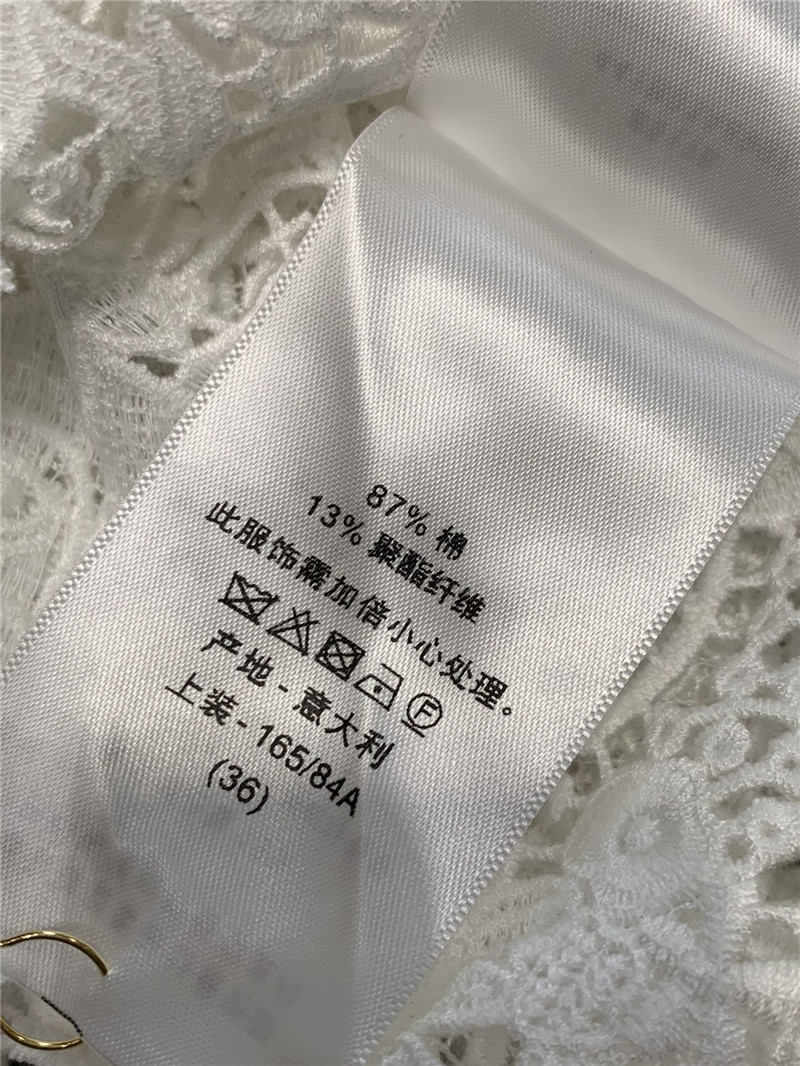 87% 棉
13% 聚酯纤维
此服饰需加倍小心处理。
F
产地-意大利
上装-165/84A
(36)